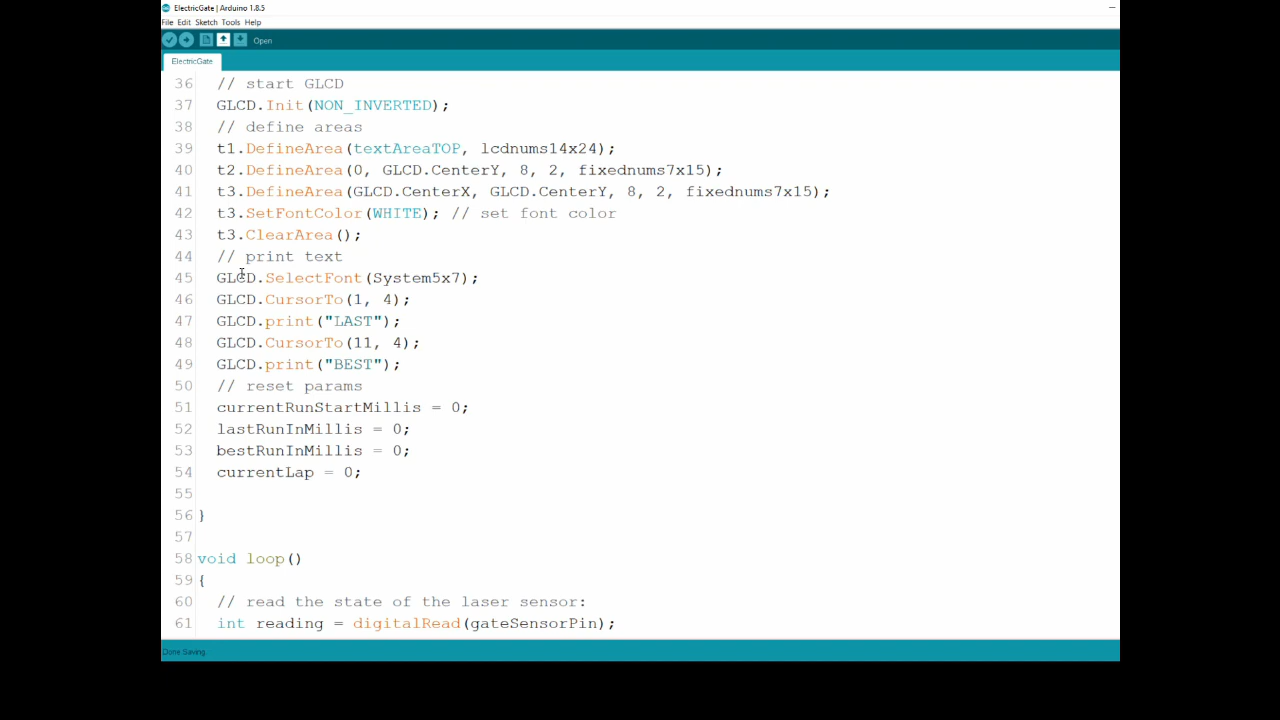 ElectricGate | Arduino 1.8.5
File Edit Sketch Tools Help
Open
ElectricGate
36 // start GLCD
37 GLCD.Init(NON_INVERTED);
38 // define areas
39 t1.DefineArea(textAreaTOP, lcdnums14x24);
40 t2.DefineArea(0, GLCD.CenterY, 8, 2, fixednums7x15);
41 t3.DefineArea(GLCD.CenterX, GLCD.CenterY, 8, 2, fixednums7x15);
42 t3.SetFontColor(WHITE); // set font color
43 t3.ClearArea();
44 // print text
45 GLCD.SelectFont(System5x7);
46 GLCD.CursorTo(1, 4);
47 GLCD.print("LAST");
48 GLCD.CursorTo(11, 4);
49 GLCD.print("BEST");
50 // reset params
51 currentRunStartMillis = 0;
52 lastRunInMillis = 0;
53 bestRunInMillis = 0;
54 currentLap = 0;
55
56 }
57
58 void loop()
59 {
60 // read the state of the laser sensor:
61 int reading = digitalRead(gateSensorPin);
Done Saving.